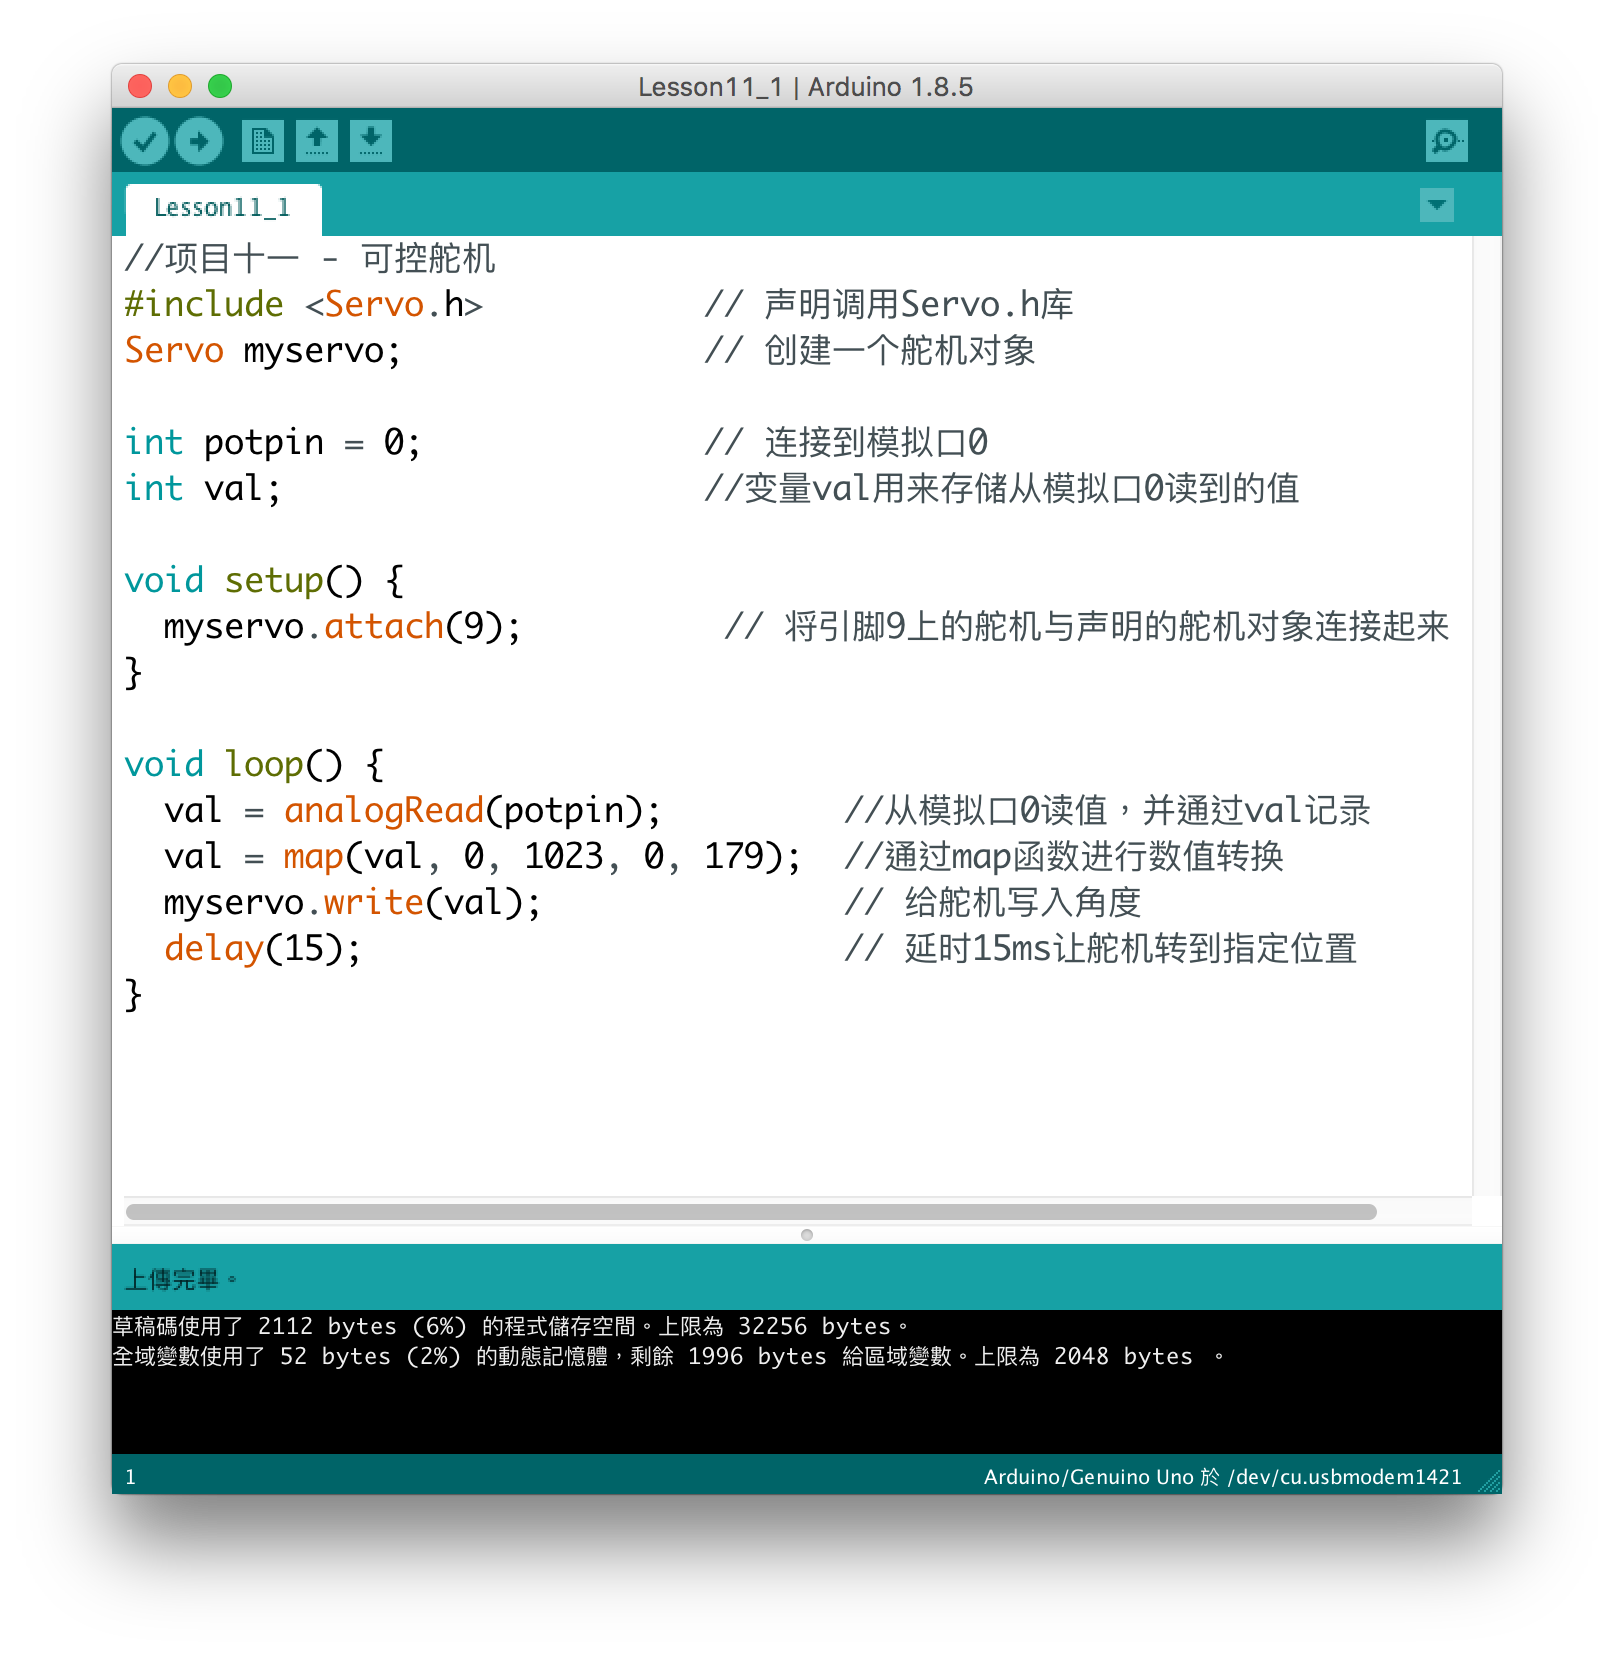 Lesson11_1 | Arduino 1.8.5
Lesson11_1
//项目十一 - 可控舵机
#include <Servo.h>           // 声明调用Servo.h库
Servo myservo;               // 创建一个舵机对象
int potpin = 0;              // 连接到模拟口0
int val;                     //变量val用来存储从模拟口0读到的值
void setup() {
  myservo.attach(9);          // 将引脚9上的舵机与声明的舵机对象连接起来
}
void loop() {
  val = analogRead(potpin);         //从模拟口0读值，并通过val记录
  val = map(val, 0, 1023, 0, 179);  //通过map函数进行数值转换
  myservo.write(val);               // 给舵机写入角度
  delay(15);                        // 延时15ms让舵机转到指定位置
}
上傳完畢。
草稿碼使用了 2112 bytes (6%) 的程式儲存空間。上限為 32256 bytes。
全域變數使用了 52 bytes (2%) 的動態記憶體，剩餘 1996 bytes 給區域變數。上限為 2048 bytes 。
1
Arduino/Genuino Uno 於 /dev/cu.usbmodem1421